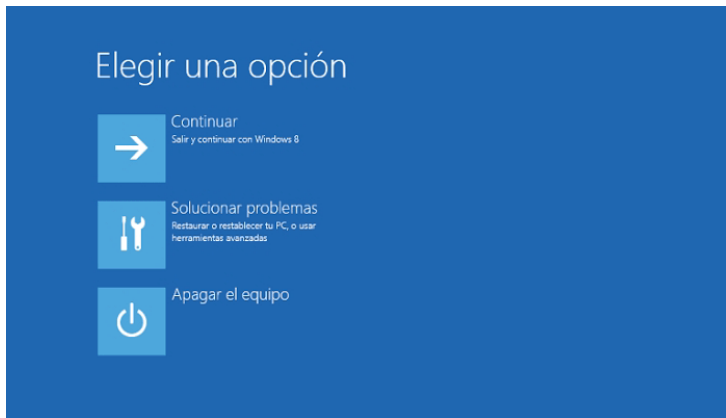 Elegir una opción
Continuar
Salir y continuar con Windows 8
Solucionar problemas
Restaurar o restablecer tu PC, o usar
herramientas avanzadas
Apagar el equipo